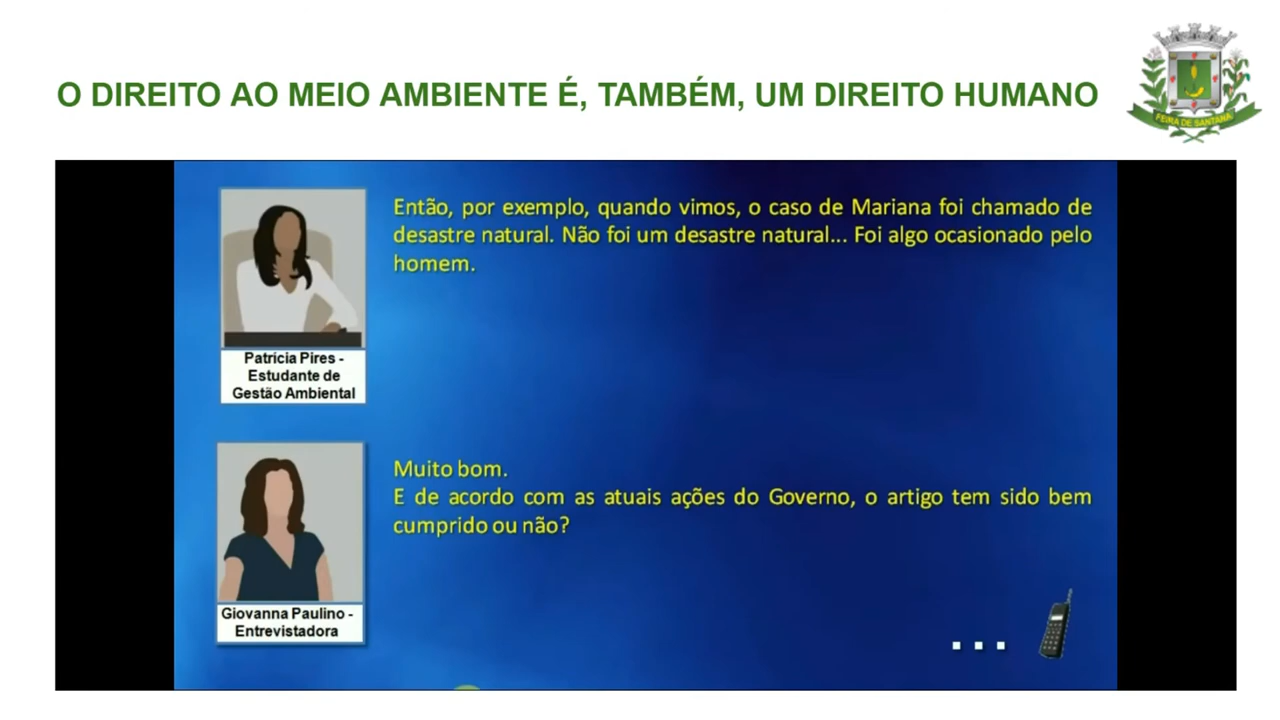 O DIREITO AO MEIO AMBIENTE É, TAMBÉM, UM DIREITO HUMANO
FEIRA DE SANTANA
Então, por exemplo, quando vimos, o caso de Mariana foi chamado de
desastre natural. Não foi um desastre natural... Foi algo ocasionado pelo
homem.
Patrícia Pires -
Estudante de
Gestão Ambiental
Muito bom.
E de acordo com as atuais ações do Governo, o artigo tem sido bem
cumprido ou não?
Giovanna Paulino -
Entrevistadora
...